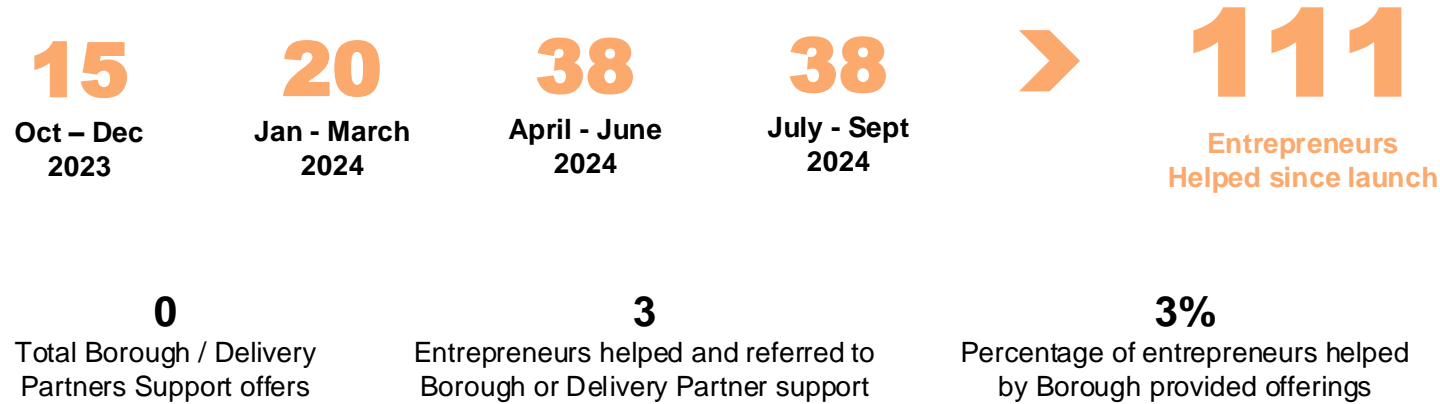 15
Oct – Dec
2023
20
Jan - March
2024
38
April - June
2024
38
July - Sept
2024
111
Entrepreneurs
Helped since launch
0
Total Borough / Delivery
Partners Support offers
3
Entrepreneurs helped and referred to
Borough or Delivery Partner support
3%
Percentage of entrepreneurs helped
by Borough provided offerings